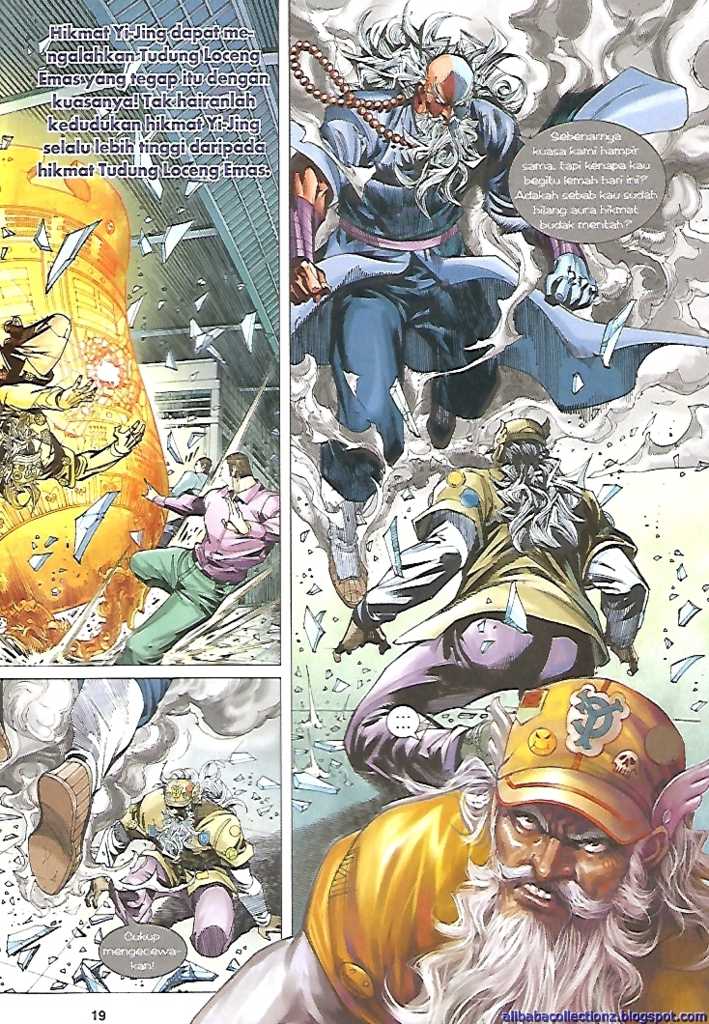 Hikmat Yi-Jing dapat me-
ngalahkan Tudung Loceng
Emas yang tegap itu dengan
kuasanya! Tak hairanlah
kedudukan hikmat Yi-Jing
selalu lebih tinggi daripada
hikmat Tudung Loceng Emas.
Sebenarnya
kuasa kami hampir
sama, tapi kenapa kau
begitu lemah hari ini?
Adakah sebab kau sudah
hilang aura hikmat
budak mentah?
Cukup
mengecewa-
kan!
...
19
alibabacollectionz.blogspot.com